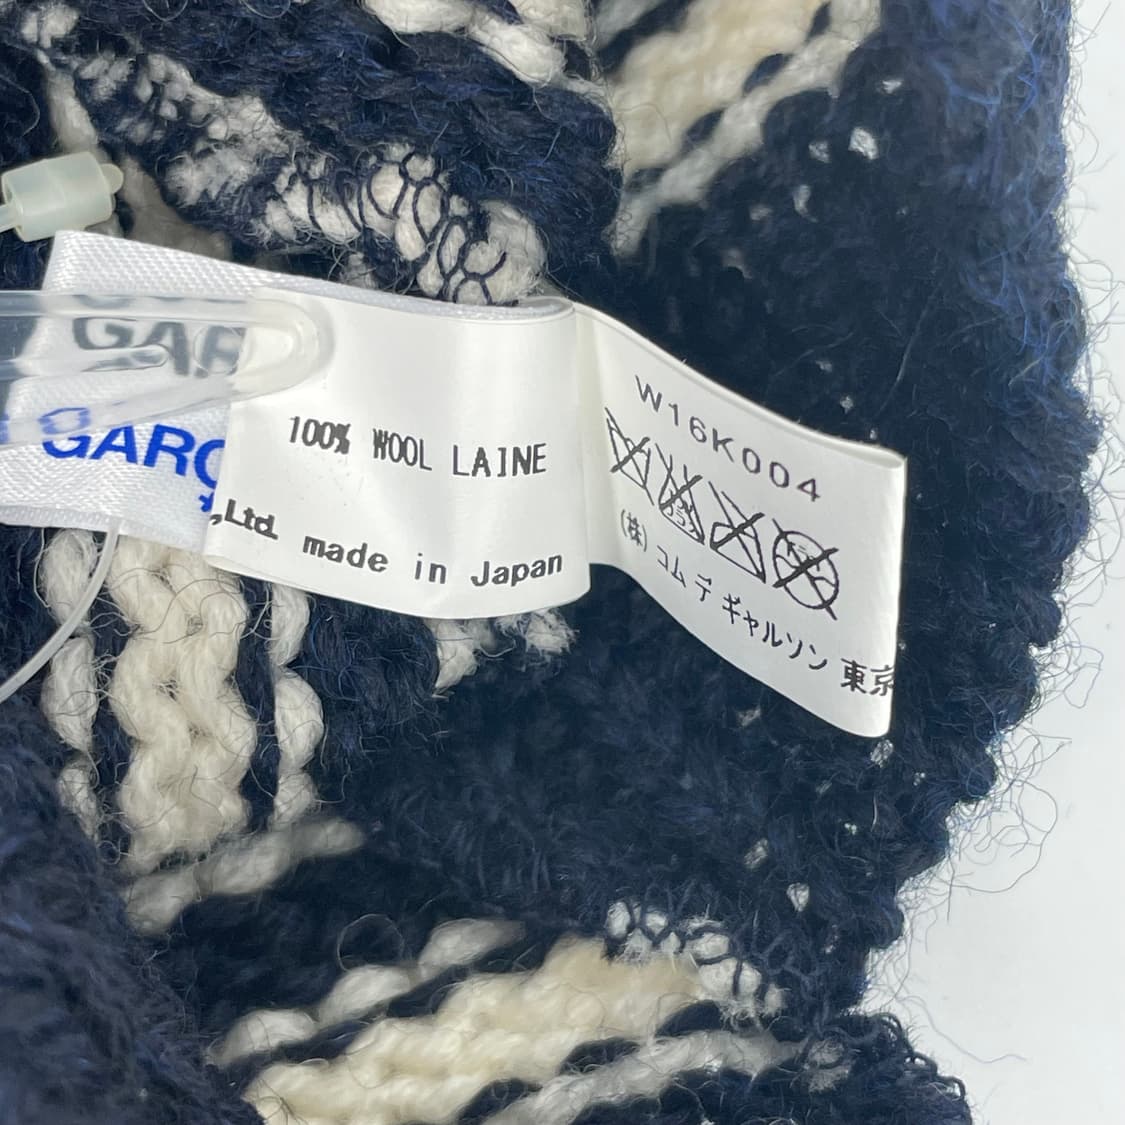 GAR
GARÇ
100% WOOL LAINE
,Ltd. made in Japan
W16K004
(株) コム デ ギャルソン 東京